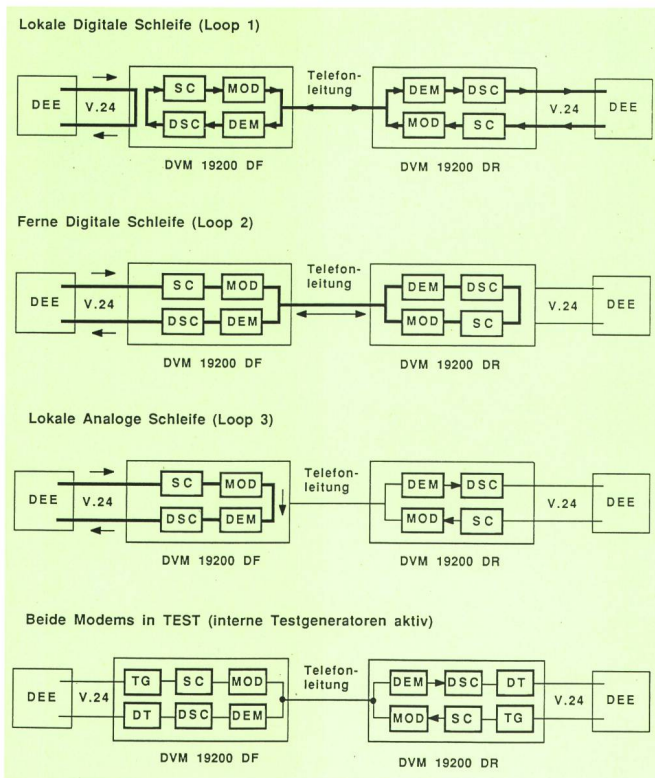 Lokale Digitale Schleife (Loop 1)
DEE V.24 SC MOD Telefon-
leitung DEM DSC V.24 DEE
DSC DEM MOD SC
DVM 19200 DF DVM 19200 DR
Ferne Digitale Schleife (Loop 2)
DEE V.24 SC MOD Telefon-
leitung DEM DSC V.24 DEE
DSC DEM MOD SC
DVM 19200 DF DVM 19200 DR
Lokale Analoge Schleife (Loop 3)
DEE V.24 SC MOD Telefon-
leitung DEM DSC V.24 DEE
DSC DEM MOD SC
DVM 19200 DF DVM 19200 DR
Beide Modems in TEST (interne Testgeneratoren aktiv)
DEE V.24 TG SC MOD Telefon-
leitung DEM DSC DT V.24 DEE
DT DSC DEM MOD SC TG
DVM 19200 DF DVM 19200 DR